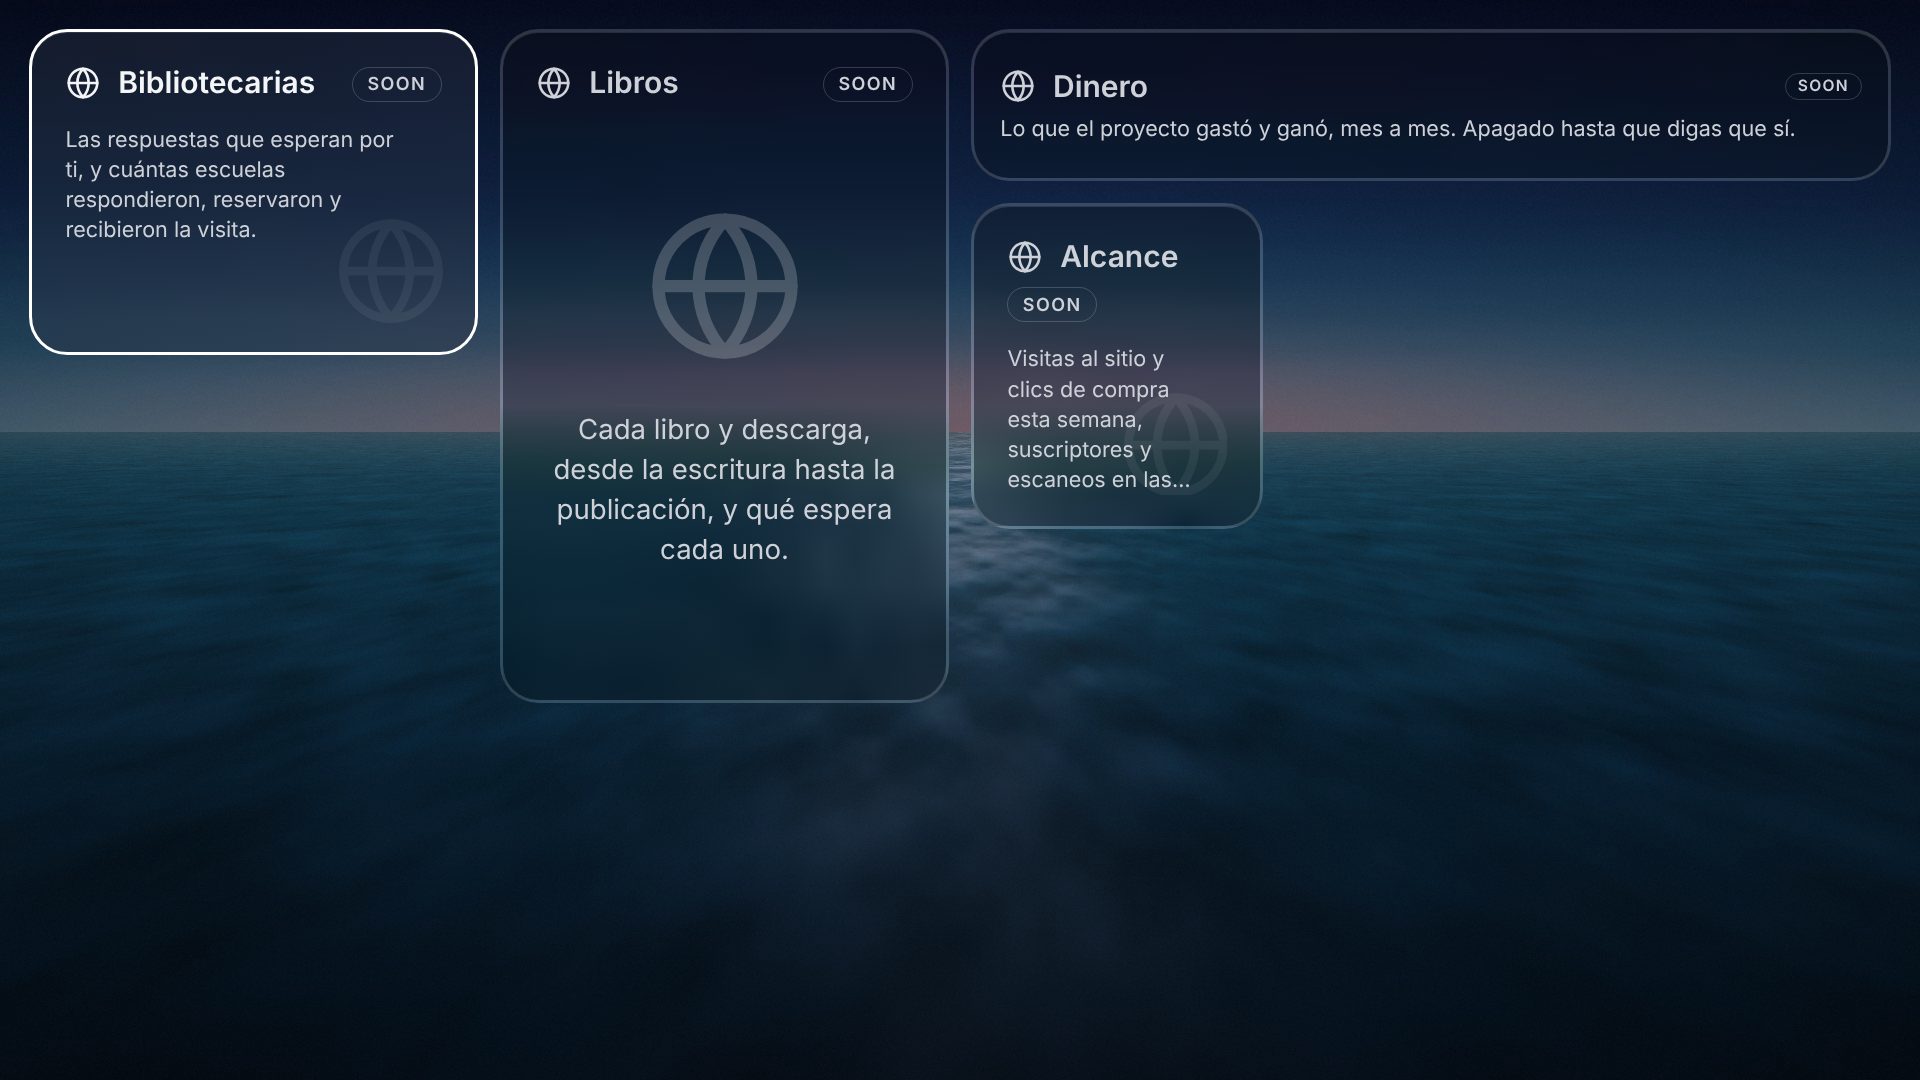 Bibliotecarias
SOON
Las respuestas que esperan por
ti, y cuántas escuelas
respondieron, reservaron y
recibieron la visita.
Libros
SOON
Cada libro y descarga,
desde la escritura hasta la
publicación, y qué espera
cada uno.
Dinero
SOON
Lo que el proyecto gastó y ganó, mes a mes. Apagado hasta que digas que sí.
Alcance
SOON
Visitas al sitio y
clics de compra
esta semana,
suscriptores y
escaneos en las...